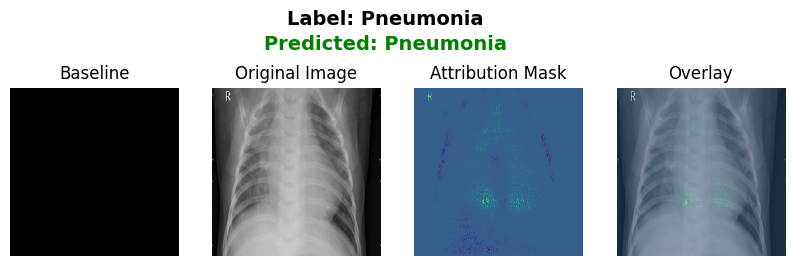 Label: Pneumonia
Predicted: Pneumonia
Baseline
Original Image
Attribution Mask
Overlay
R
R
R